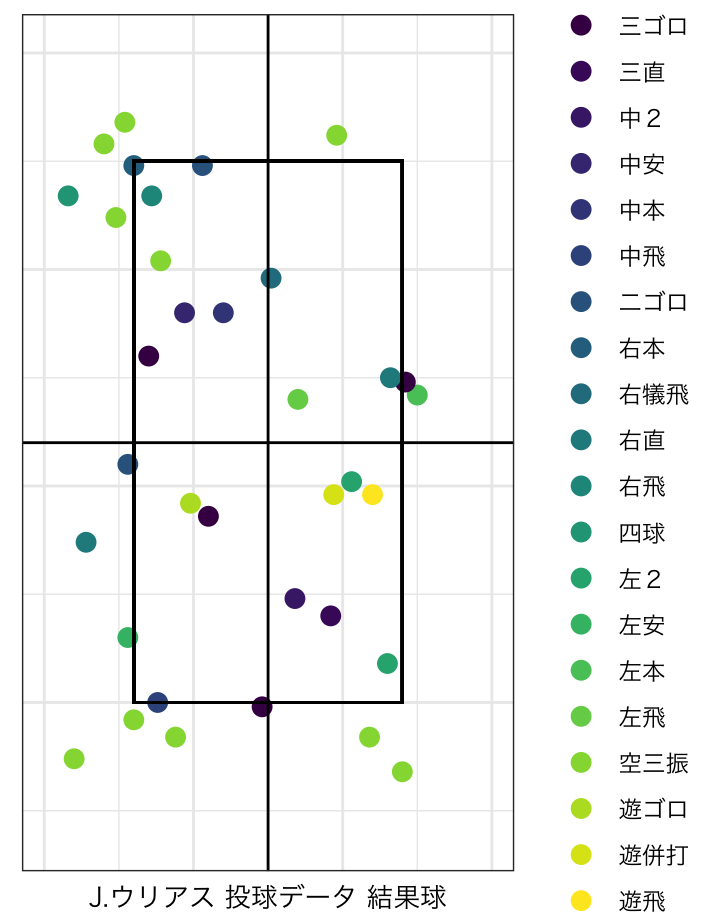 三ゴロ
三直
中２
中安
中本
中飛
二ゴロ
右本
右犠飛
右直
右飛
四球
左２
左安
左本
左飛
空三振
遊ゴロ
遊併打
遊飛
J.ウリアス 投球データ 結果球